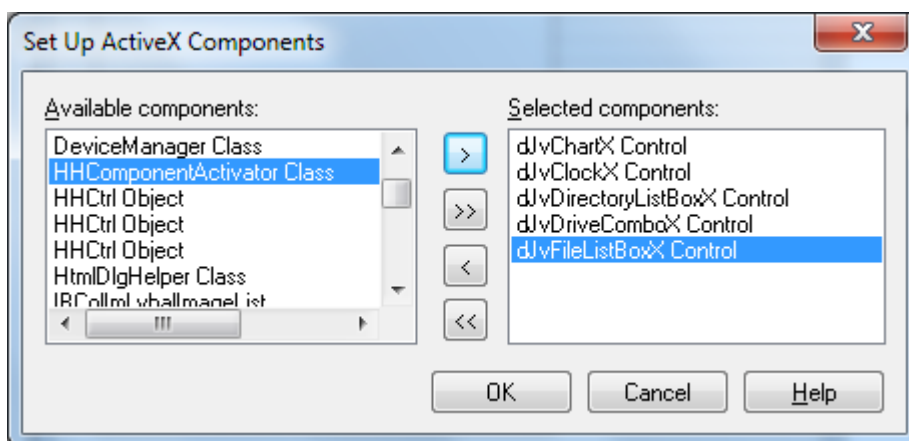 Set Up ActiveX Components
Available components:
DeviceManager Class
HHComponentActivator Class
HHCtrl Object
HHCtrl Object
HHCtrl Object
HtmlDlgHelper Class
>
>>
<
<<
Selected components:
dJvChartX Control
dJvClockX Control
dJvDirectoryListBoxX Control
dJvDriveComboX Control
dJvFileListBoxX Control
OK
Cancel
Help